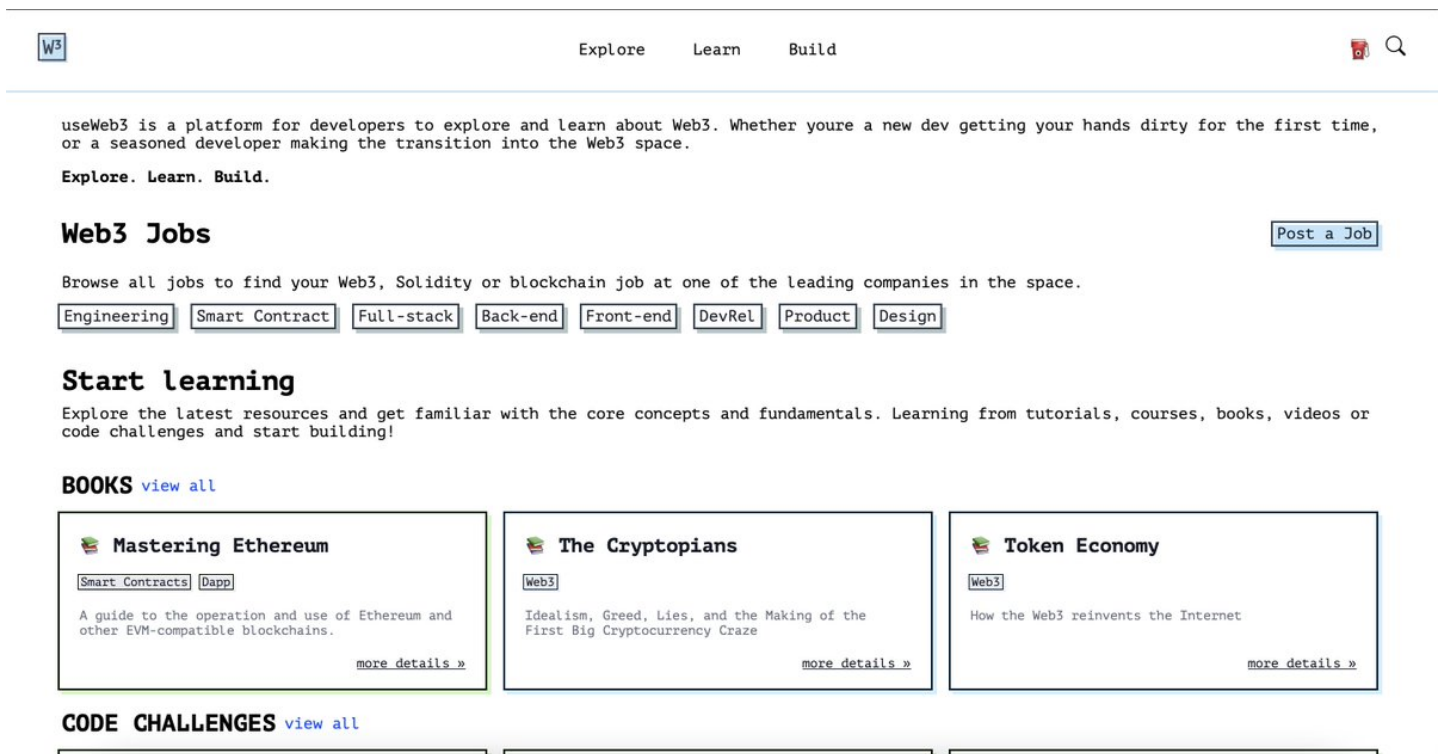 W3
Explore Learn Build
useWeb3 is a platform for developers to explore and learn about Web3. Whether youre a new dev getting your hands dirty for the first time,
or a seasoned developer making the transition into the Web3 space.
Explore. Learn. Build.
Web3 Jobs
Post a Job
Browse all jobs to find your Web3, Solidity or blockchain job at one of the leading companies in the space.
Engineering Smart Contract Full-stack Back-end Front-end DevRel Product Design
Start learning
Explore the latest resources and get familiar with the core concepts and fundamentals. Learning from tutorials, courses, books, videos or
code challenges and start building!
BOOKS view all
Mastering Ethereum
Smart Contracts Dapp
A guide to the operation and use of Ethereum and
other EVM-compatible blockchains.
more details »
The Cryptopians
Web3
Idealism, Greed, Lies, and the Making of the
First Big Cryptocurrency Craze
more details »
Token Economy
Web3
How the Web3 reinvents the Internet
more details »
CODE CHALLENGES view all